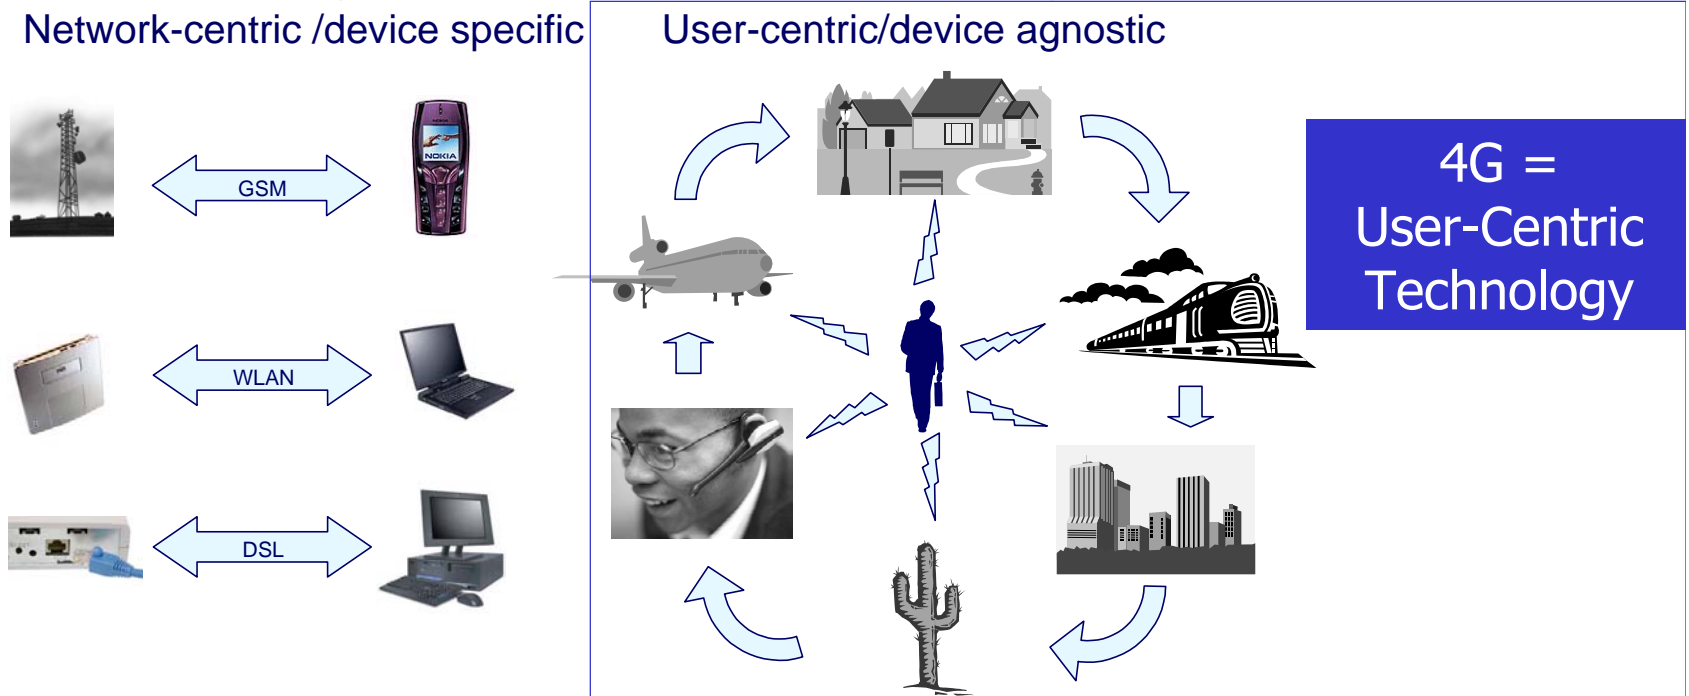 Network-centric /device specific
User-centric/device agnostic
GSM
NOKIA
WLAN
DSL
4G =
User-Centric
Technology